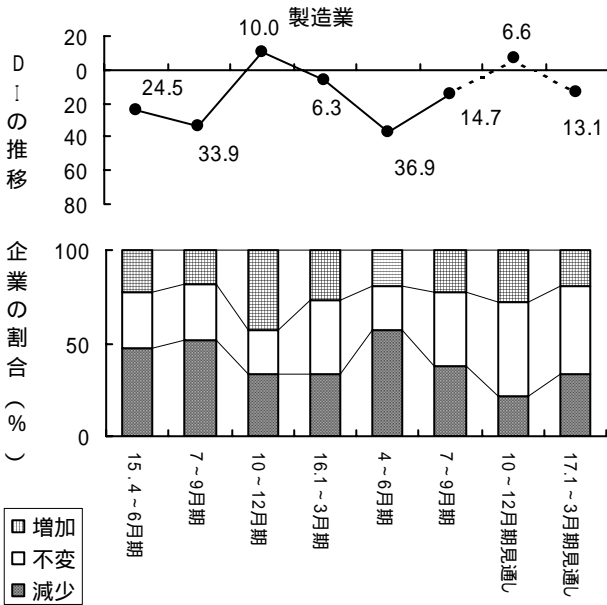 製造業
DIの推移
20
0
20
40
60
80
24.5
33.9
10.0
6.3
36.9
14.7
6.6
13.1
企業の割合(%)
100
50
0
15.4~6月期
7~9月期
10~12月期
16.1~3月期
4~6月期
7~9月期
10~12月期見通し
17.1~3月期見通し
増加
不変
減少